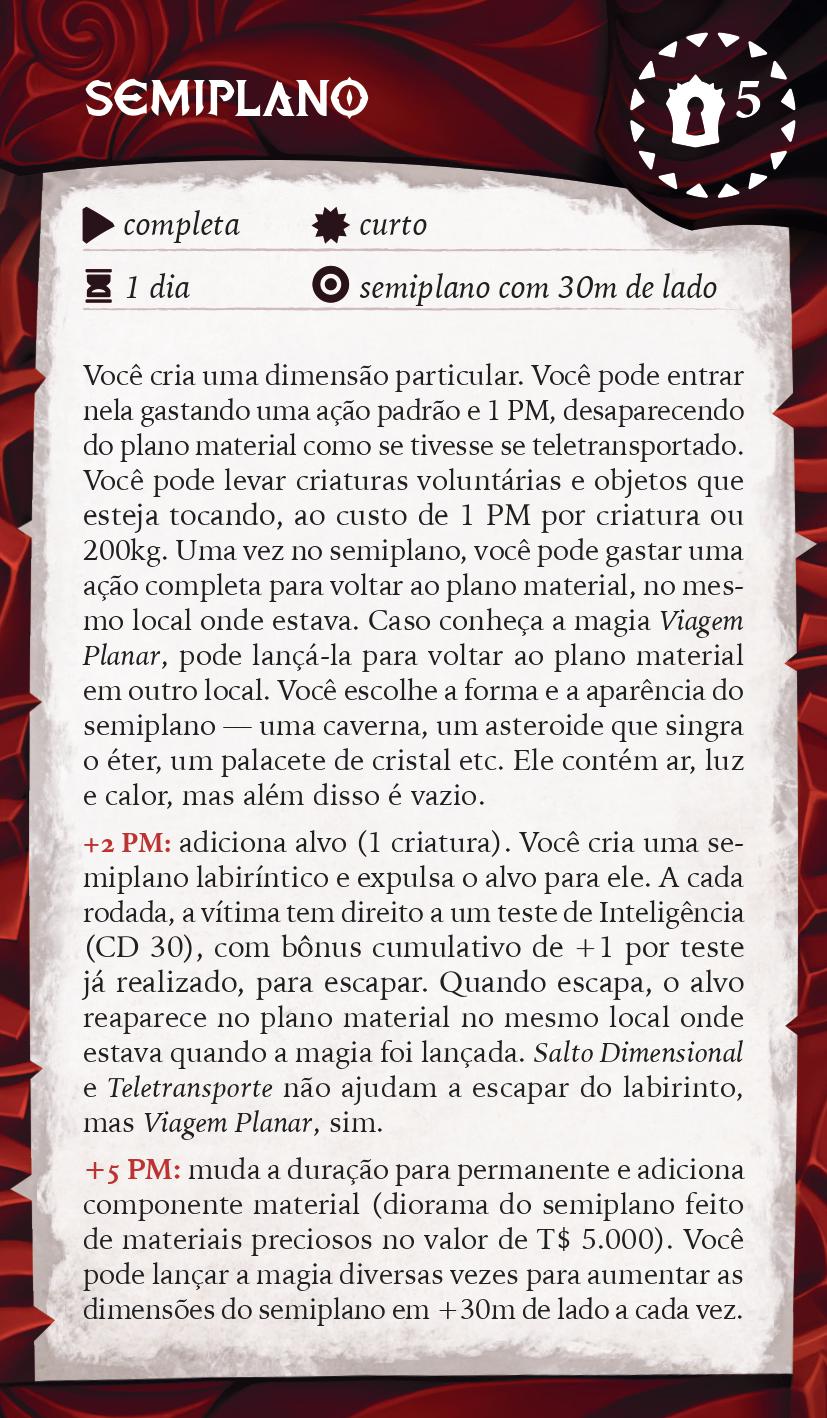 SEMIPLANO
5
completa
curto
1 dia
semiplano com 30m de lado
Você cria uma dimensão particular. Você pode entrar
nela gastando uma ação padrão e 1 PM, desaparecendo
do plano material como se tivesse se teletransportado.
Você pode levar criaturas voluntárias e objetos que
esteja tocando, ao custo de 1 PM por criatura ou
200kg. Uma vez no semiplano, você pode gastar uma
ação completa para voltar ao plano material, no mes-
mo local onde estava. Caso conheça a magia Viagem
Planar, pode lançá-la para voltar ao plano material
em outro local. Você escolhe a forma e a aparência do
semiplano — uma caverna, um asteroide que singra
o éter, um palacete de cristal etc. Ele contém ar, luz
e calor, mas além disso é vazio.
+2 PM: adiciona alvo (1 criatura). Você cria uma se-
miplano labiríntico e expulsa o alvo para ele. A cada
rodada, a vítima tem direito a um teste de Inteligência
(CD 30), com bônus cumulativo de +1 por teste
já realizado, para escapar. Quando escapa, o alvo
reaparece no plano material no mesmo local onde
estava quando a magia foi lançada. Salto Dimensional
e Teletransporte não ajudam a escapar do labirinto,
mas Viagem Planar, sim.
+5 PM: muda a duração para permanente e adiciona
componente material (diorama do semiplano feito
de materiais preciosos no valor de T$ 5.000). Você
pode lançar a magia diversas vezes para aumentar as
dimensões do semiplano em +30m de lado a cada vez.